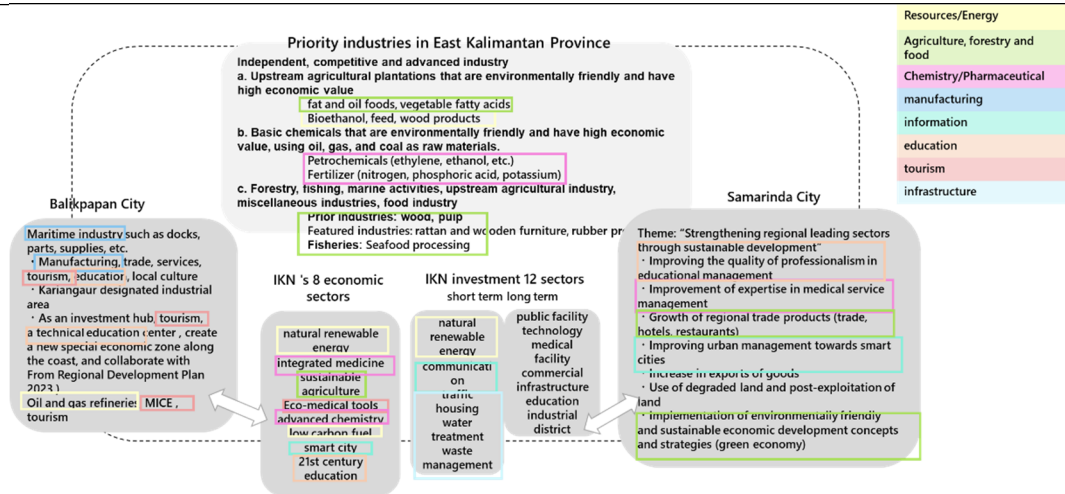 Priority industries in East Kalimantan Province
Independent, competitive and advanced industry
a. Upstream agricultural plantations that are environmentally friendly and have
high economic value
fat and oil foods, vegetable fatty acids
Bioethanol, feed, wood products
b. Basic chemicals that are environmentally friendly and have high economic
value, using oil, gas, and coal as raw materials.
Petrochemicals (ethylene, ethanol, etc.)
Fertilizer (nitrogen, phosphoric acid, potassium)
c. Forestry, fishing, marine activities, upstream agricultural industry,
miscellaneous industries, food industry
Prior industries: wood, pulp
Featured industries: rattan and wooden furniture, rubber pr
Fisheries: Seafood processing
Resources/Energy
Agriculture, forestry and
food
Chemistry/Pharmaceutical
manufacturing
information
education
tourism
infrastructure
Balikpapan City
Maritime industry such as docks,
parts, supplies, etc.
・Manufacturing, trade, services,
tourism, education, local culture
・Kariangaur designated industrial
area
・As an investment hub, tourism,
a technical education center , create
a new special economic zone along
the coast, and collaborate with
From Regional Development Plan
2023 )
Oil and gas refineries MICE ,
tourism
IKN 's 8 economic
sectors
natural renewable
energy
integrated medicine
sustainable
agriculture
Eco-medical tools
advanced chemistry
low carbon fuel
smart city
21st century
education
IKN investment 12 sectors
short term long term
natural
renewable
energy
communicati
on
traffic
housing
water
treatment
waste
management
public facility
technology
medical
facility
commercial
infrastructure
education
industrial
district
Samarinda City
Theme: "Strengthening regional leading sectors
through sustainable development"
・Improving the quality of professionalism in
educational management
・Improvement of expertise in medical service
management
・Growth of regional trade products (trade,
hotels, restaurants)
・Improving urban management towards smart
cities
・Increase in exports of goods
・Use of degraded land and post-exploitation of
land
・Implementation of environmentally friendly
and sustainable economic development concepts
and strategies (green economy)